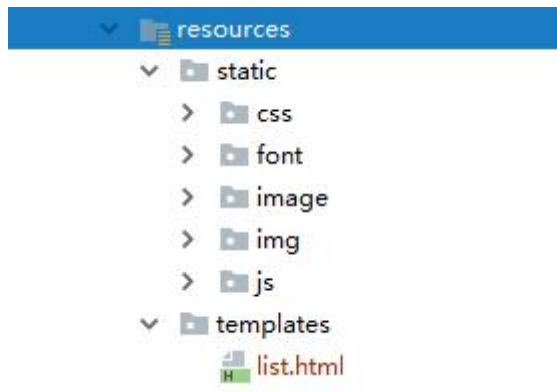 resources
static
css
font
image
img
js
templates
H list.html